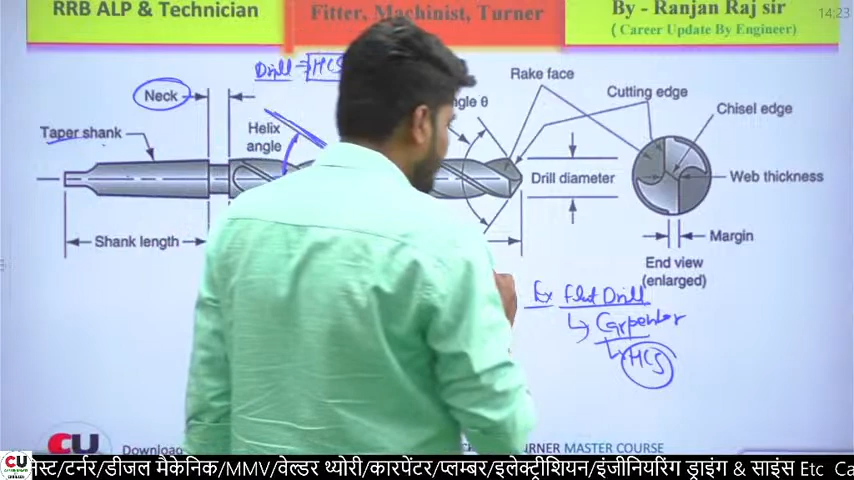 RRB ALP & Technician
Fitter, Machinist, Turner
By - Ranjan Raj sir
( Career Update By Engineer)
14:23
Drill → HCS
Neck
Taper shank
Helix
angle
Shank length
θ
Rake face
Cutting edge
Chisel edge
Drill diameter
Web thickness
Margin
End view
(enlarged)
Ex Flat Drill
↳ Carpenter
↳ HCS
CU
Download
TURNER MASTER COURSE
CU
/टर्नर/डीजल मैकेनिक/MMV/वेल्डर थ्योरी/कारपेंटर/प्लम्बर/इलेक्ट्रीशियन/इंजीनियरिंग ड्राइंग & साइंस Etc